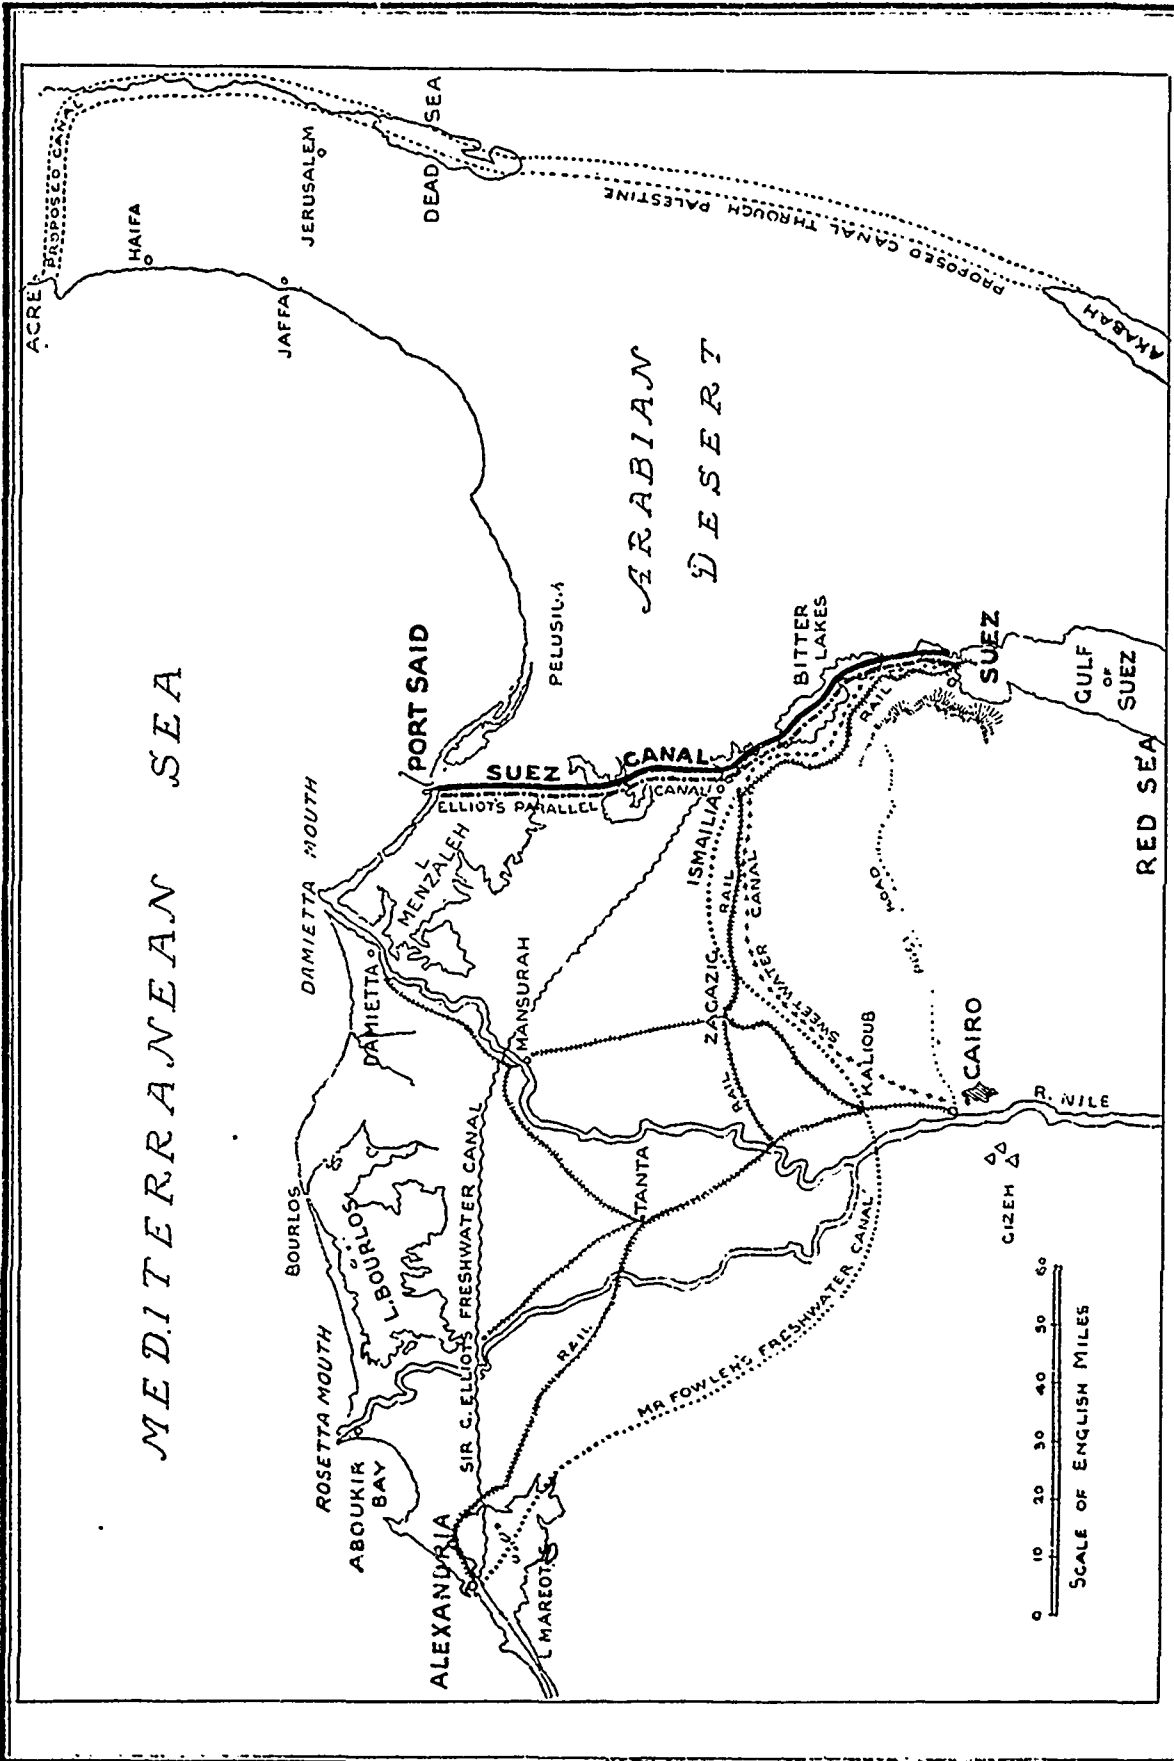 MEDITERRANEAN SEA
ACRE
PROPOSED CANAL
HAIFA
JAFFA
JERUSALEM
DEAD SEA
PROPOSED CANAL THROUGH PALESTINE
AKABAH
ARABIAN
DESERT
ROSETTA MOUTH
ABOUKIR
BAY
ALEXANDRIA
L MAREOTIS
BOURLOS
L. BOURLOS
DAMIETTA MOUTH
DAMIETTA
L
MENZALEH
PORT SAID
PELUSIUM
SUEZ CANAL
ELLIOT'S PARALLEL CANAL
SIR C. ELLIOTS FRESHWATER CANAL
MANSURAH
TANTA
RAIL
RAIL
ZAGAZIG
ISMAILIA
RAIL
CANAL
SWEET WATER
KALIOUB
BITTER
LAKES
RAIL
SUEZ
GULF
OF
SUEZ
RED SEA
ROAD
CAIRO
R. NILE
GIZEH
MR FOWLER'S FRESHWATER CANAL
0 10 20 30 40 50 60
SCALE OF ENGLISH MILES